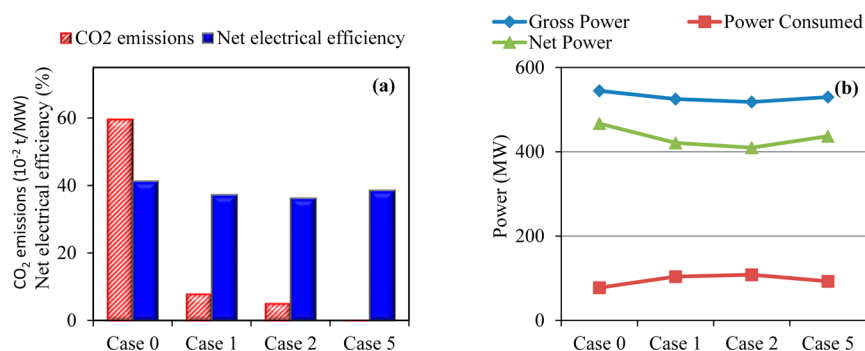 CO2 emissions Net electrical efficiency
(a)
CO₂ emissions (10⁻² t/MW)
Net electrical efficiency (%)
60
40
20
0
Case 0 Case 1 Case 2 Case 5
Gross Power Power Consumed
Net Power
(b)
Power (MW)
600
400
200
0
Case 0 Case 1 Case 2 Case 5